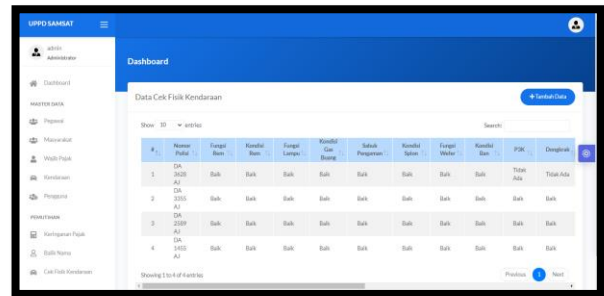 UPPD SAMSAT
admin
Administrator
Dashboard
Dashboard
MASTER DATA
Pegawai
Masyarakat
Wajib Pajak
Kendaraan
Pengguna
PEMUTIHAN
Keringanan Pajak
Balik Nama
Cek Fisik Kendaraan
Data Cek Fisik Kendaraan
+Tambah Data
Show 10 entries
Search:
# Nomor Polisi Fungsi Rem Kondisi Rem Fungsi Lampu Kondisi Gas Buang Sabuk Pengaman Kondisi Spion Fungsi Weller Kondisi Ban P3K Dongkrak
1 DA 3628 AJ Baik Baik Baik Baik Baik Baik Baik Baik Tidak Ada Tidak Ada
2 DA 3355 AJ Baik Baik Baik Baik Baik Baik Baik Baik Baik Baik
3 DA 2589 AJ Baik Baik Baik Baik Baik Baik Baik Baik Baik Baik
4 DA 1455 AJ Baik Baik Baik Baik Baik Baik Baik Baik Baik Baik
Showing 1 to 4 of 4 entries
Previous 1 Next